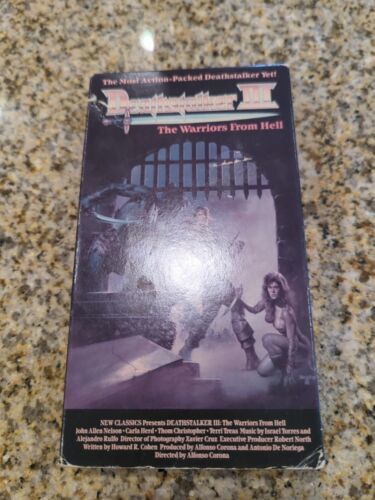 The Most Action-Packed Deathstalker Yet!
Deathstalker III
The Warriors From Hell
NEW CLASSICS Presents DEATHSTALKER III: The Warriors From Hell
John Allen Nelson • Carla Herd • Thom Christopher • Terri Treas Music by Israel Torres and
Alejandro Rulfo Director of Photography Xavier Cruz Executive Producer Robert North
Written by Howard R. Cohen Produced by Alfonso Corona and Antonio De Noriega
Directed by Alfonso Corona